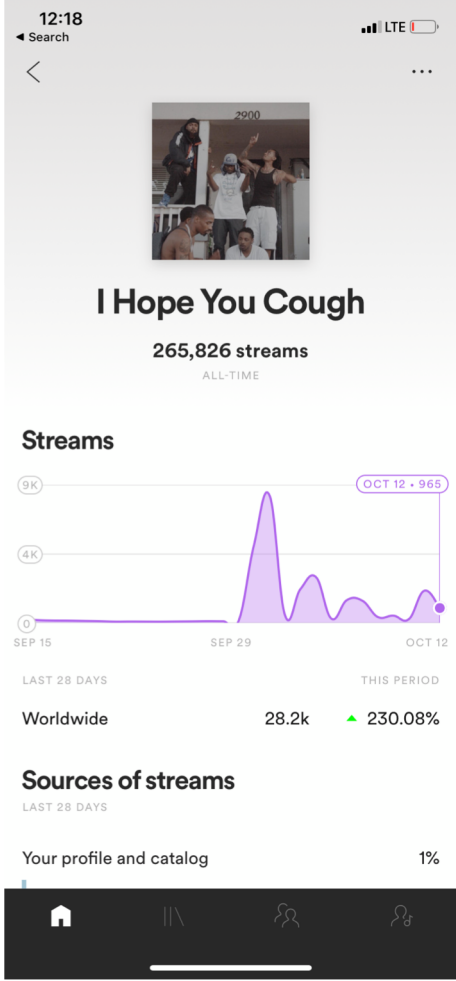 12:18
LTE
◀ Search
2900
I Hope You Cough
265,826 streams
ALL-TIME
Streams
9K
OCT 12 • 965
4K
0
SEP 15 SEP 29 OCT 12
LAST 28 DAYS THIS PERIOD
Worldwide 28.2k ▲ 230.08%
Sources of streams
LAST 28 DAYS
Your profile and catalog 1%